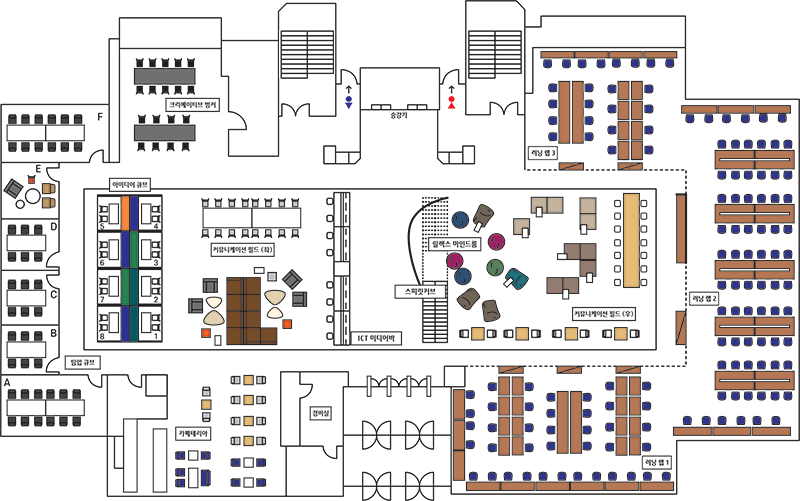 크리에이티브 벙커
F
승강기
러닝 랩 3
E
아이디어 큐브
5
4
6
3
7
2
8
1
D
C
B
A
커뮤니케이션 필드 (좌)
릴렉스 마인드룸
스피릿커브
커뮤니케이션 필드 (우)
ICT 미디어바
러닝 랩 2
팀업 큐브
카페테리아
경비실
러닝 랩 1